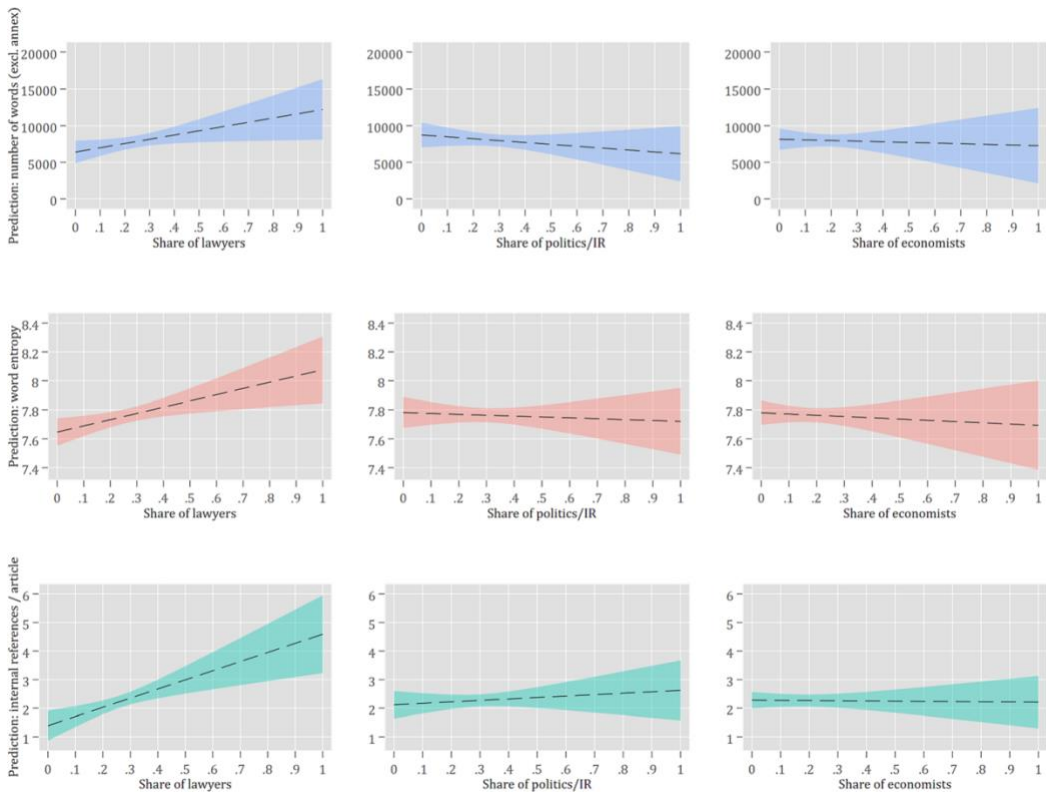 Prediction: number of words (excl. annex)
20000
15000
10000
5000
0
0 .1 .2 .3 .4 .5 .6 .7 .8 .9 1
Share of lawyers
20000
15000
10000
5000
0
0 .1 .2 .3 .4 .5 .6 .7 .8 .9 1
Share of politics/IR
20000
15000
10000
5000
0
0 .1 .2 .3 .4 .5 .6 .7 .8 .9 1
Share of economists
Prediction: word entropy
8.4
8.2
8
7.8
7.6
7.4
0 .1 .2 .3 .4 .5 .6 .7 .8 .9 1
Share of lawyers
8.4
8.2
8
7.8
7.6
7.4
0 .1 .2 .3 .4 .5 .6 .7 .8 .9 1
Share of politics/IR
8.4
8.2
8
7.8
7.6
7.4
0 .1 .2 .3 .4 .5 .6 .7 .8 .9 1
Share of economists
Prediction: internal references / article
6
5
4
3
2
1
0 .1 .2 .3 .4 .5 .6 .7 .8 .9 1
Share of lawyers
6
5
4
3
2
1
0 .1 .2 .3 .4 .5 .6 .7 .8 .9 1
Share of politics/IR
6
5
4
3
2
1
0 .1 .2 .3 .4 .5 .6 .7 .8 .9 1
Share of economists